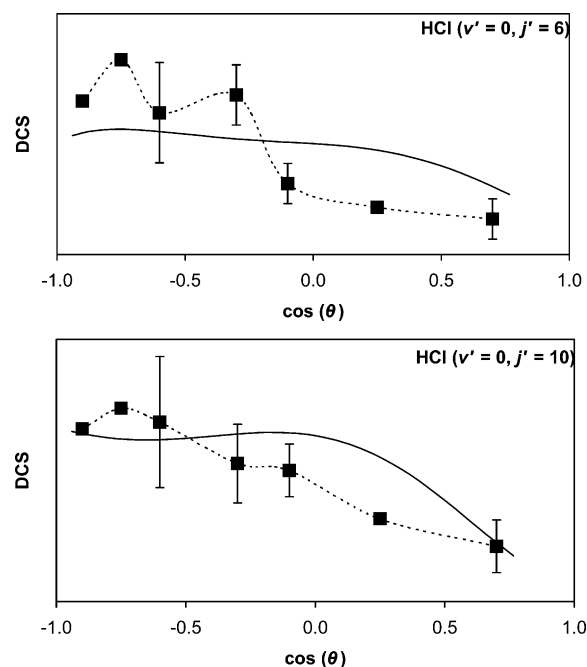 HCl (v' = 0, j' = 6)
DCS
-1.0 -0.5 0.0 0.5 1.0
cos (θ)
HCl (v' = 0, j' = 10)
DCS
-1.0 -0.5 0.0 0.5 1.0
cos (θ)